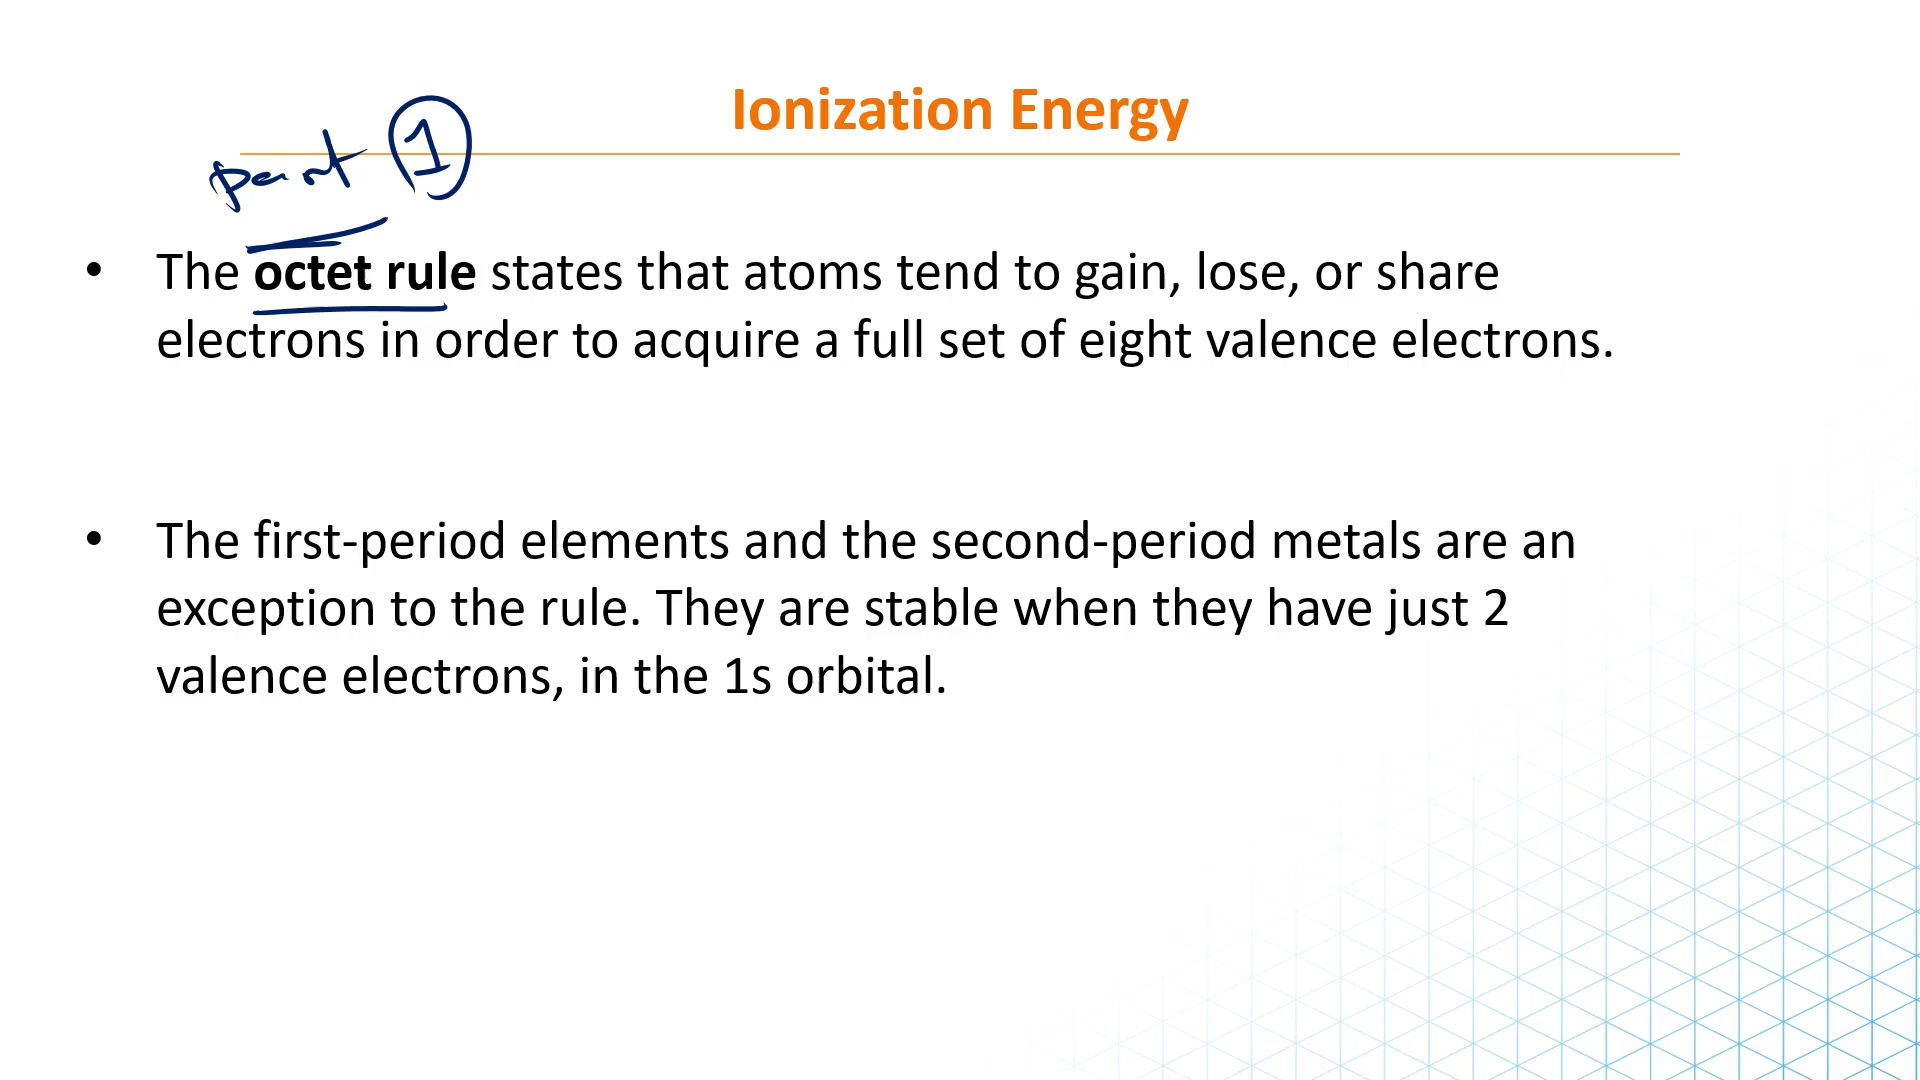 Ionization Energy
part 1
• The octet rule states that atoms tend to gain, lose, or share
electrons in order to acquire a full set of eight valence electrons.
• The first-period elements and the second-period metals are an
exception to the rule. They are stable when they have just 2
valence electrons, in the 1s orbital.